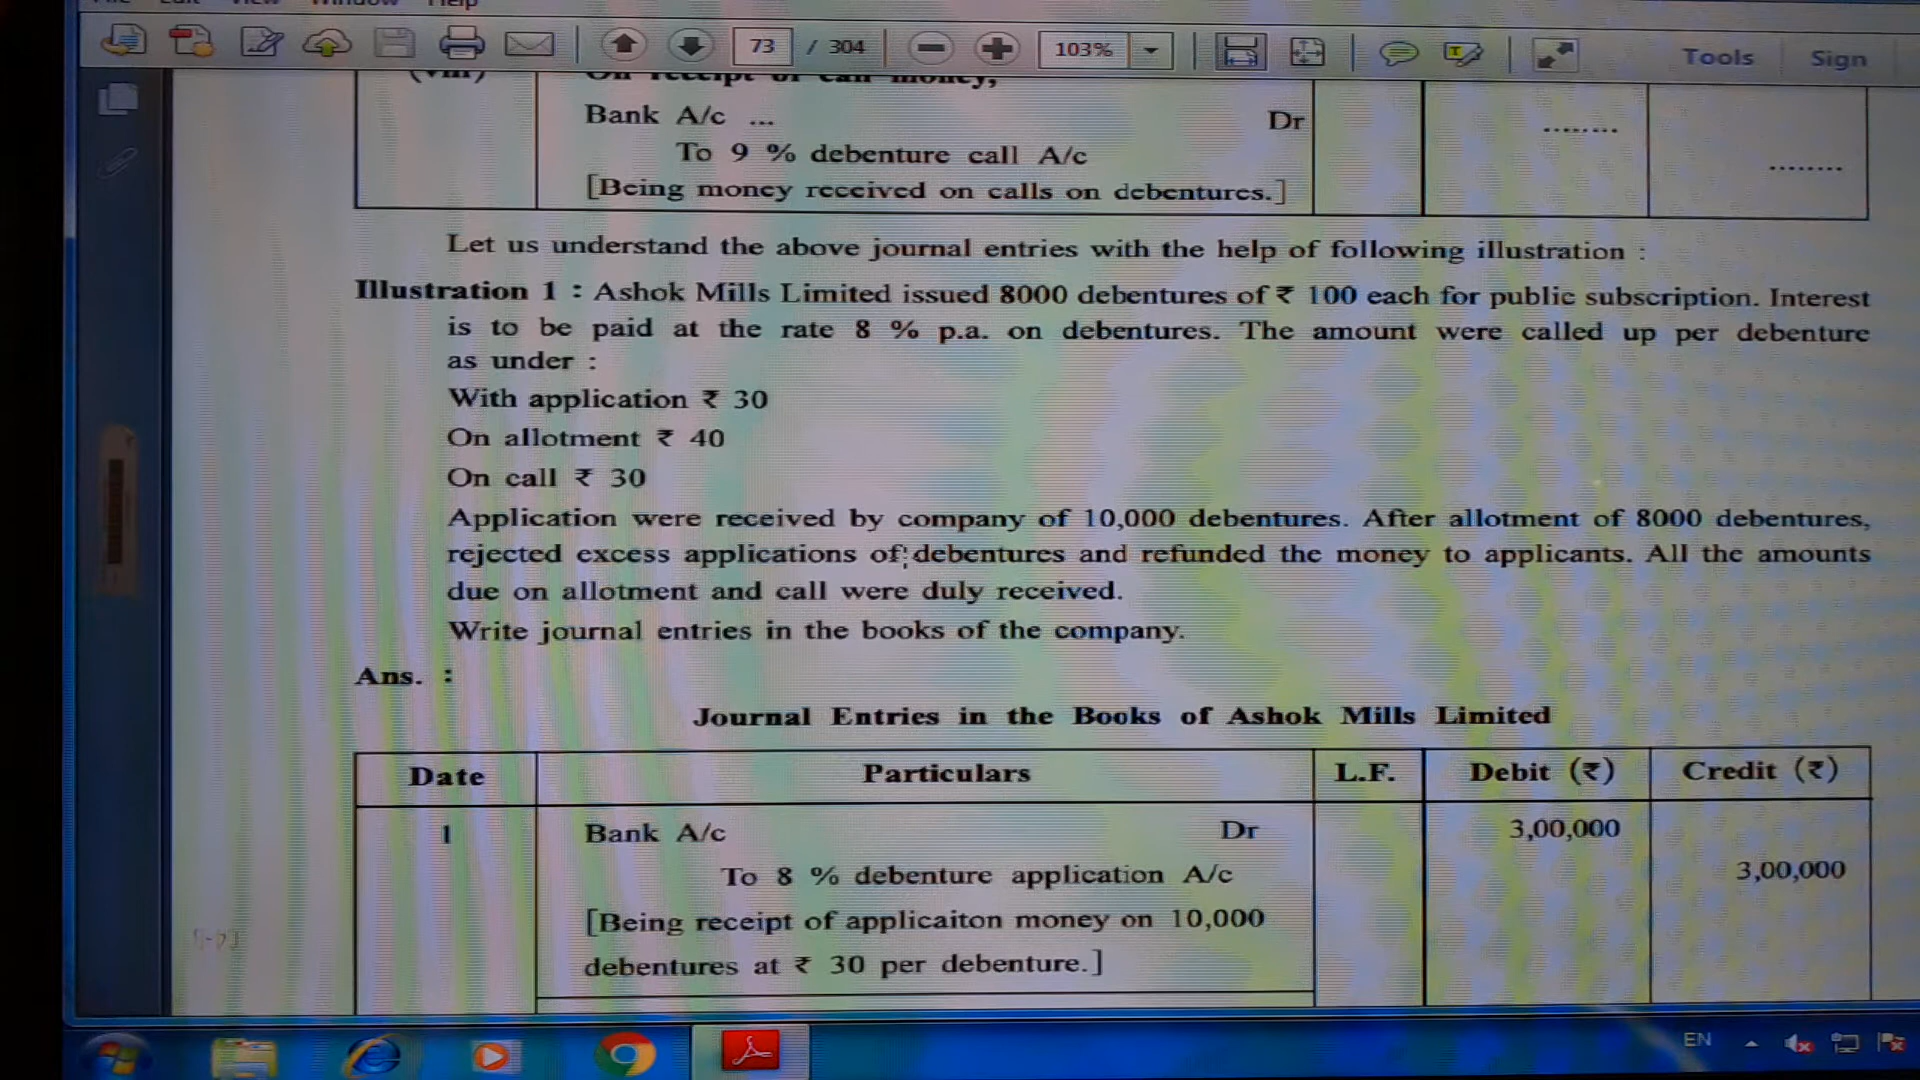 Window Help
73 / 304 103% Tools Sign
(viii) On receipt of call money,
Bank A/c ... Dr ........
To 9 % debenture call A/c ........
[Being money received on calls on debentures.]
Let us understand the above journal entries with the help of following illustration :
Illustration 1 : Ashok Mills Limited issued 8000 debentures of ₹ 100 each for public subscription. Interest
is to be paid at the rate 8 % p.a. on debentures. The amount were called up per debenture
as under :
With application ₹ 30
On allotment ₹ 40
On call ₹ 30
Application were received by company of 10,000 debentures. After allotment of 8000 debentures,
rejected excess applications of debentures and refunded the money to applicants. All the amounts
due on allotment and call were duly received.
Write journal entries in the books of the company.
Ans. :
Journal Entries in the Books of Ashok Mills Limited
Date Particulars L.F. Debit (₹) Credit (₹)
1 Bank A/c Dr 3,00,000
To 8 % debenture application A/c 3,00,000
[Being receipt of applicaiton money on 10,000
debentures at ₹ 30 per debenture.]
EN